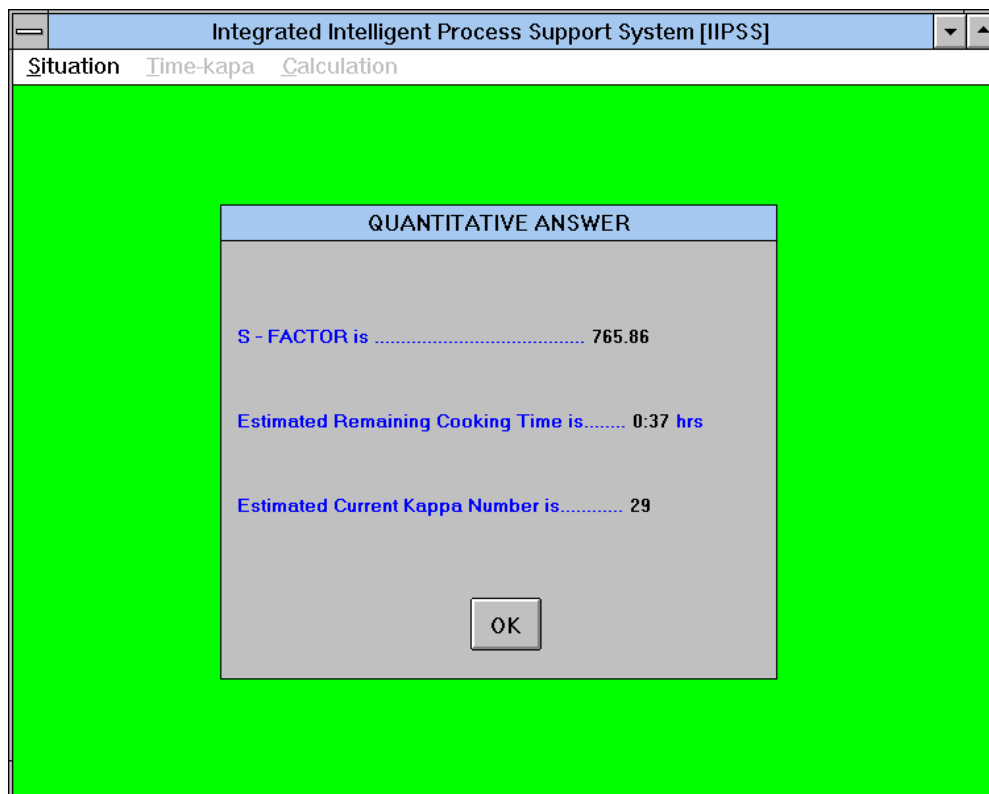 Integrated Intelligent Process Support System [IIPSS]
Situation Time-kapa Calculation
QUANTITATIVE ANSWER
S - FACTOR is ........................................ 765.86
Estimated Remaining Cooking Time is........ 0:37 hrs
Estimated Current Kappa Number is............ 29
OK